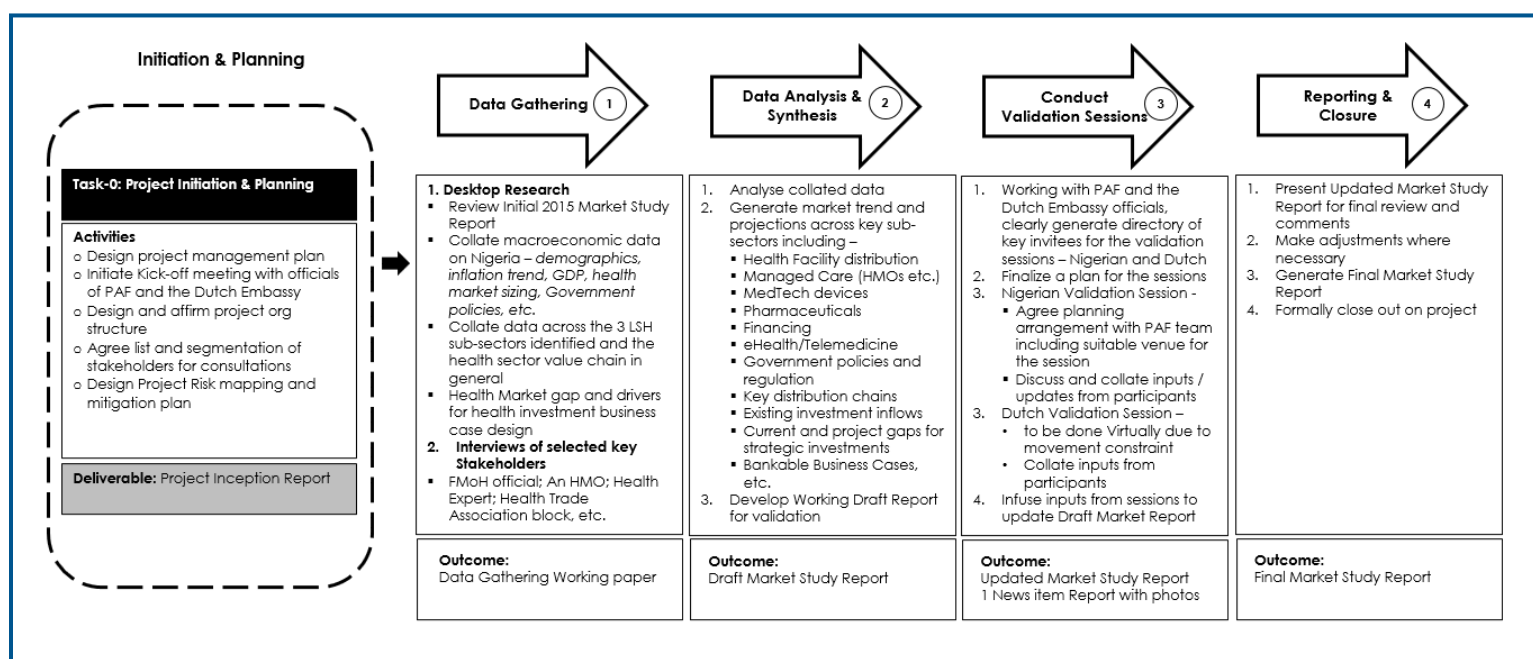 Initiation & Planning
Task-0: Project Initiation & Planning
Activities
o Design project management plan
o Initiate Kick-off meeting with officials
of PAF and the Dutch Embassy
o Design and affirm project org
structure
o Agree list and segmentation of
stakeholders for consultations
o Design Project Risk mapping and
mitigation plan
Deliverable: Project Inception Report
Data Gathering 1
1. Desktop Research
▪ Review Initial 2015 Market Study
Report
▪ Collate macroeconomic data
on Nigeria – demographics,
inflation trend, GDP, health
market sizing, Government
policies, etc.
▪ Collate data across the 3 LSH
sub-sectors identified and the
health sector value chain in
general
▪ Health Market gap and drivers
for health investment business
case design
2. Interviews of selected key
Stakeholders
▪ FMoH official; An HMO; Health
Expert; Health Trade
Association block, etc.
Outcome:
Data Gathering Working paper
Data Analysis &
Synthesis
2
1. Analyse collated data
2. Generate market trend and
projections across key sub-
sectors including –
▪ Health Facility distribution
▪ Managed Care (HMOs etc.)
▪ MedTech devices
▪ Pharmaceuticals
▪ Financing
▪ eHealth/Telemedicine
▪ Government policies and
regulation
▪ Key distribution chains
▪ Existing investment inflows
▪ Current and project gaps for
strategic investments
▪ Bankable Business Cases,
etc.
3. Develop Working Draft Report
for validation
Outcome:
Draft Market Study Report
Conduct
Validation Sessions
3
1. Working with PAF and the
Dutch Embassy officials,
clearly generate directory of
key invitees for the validation
sessions – Nigerian and Dutch
2. Finalize a plan for the sessions
3. Nigerian Validation Session -
▪ Agree planning
arrangement with PAF team
including suitable venue for
the session
▪ Discuss and collate inputs /
updates from participants
3. Dutch Validation Session –
• to be done Virtually due to
movement constraint
• Collate inputs from
participants
4. Infuse inputs from sessions to
update Draft Market Report
Outcome:
Updated Market Study Report
1 News item Report with photos
Reporting &
Closure
4
1. Present Updated Market Study
Report for final review and
comments
2. Make adjustments where
necessary
3. Generate Final Market Study
Report
4. Formally close out on project
Outcome:
Final Market Study Report